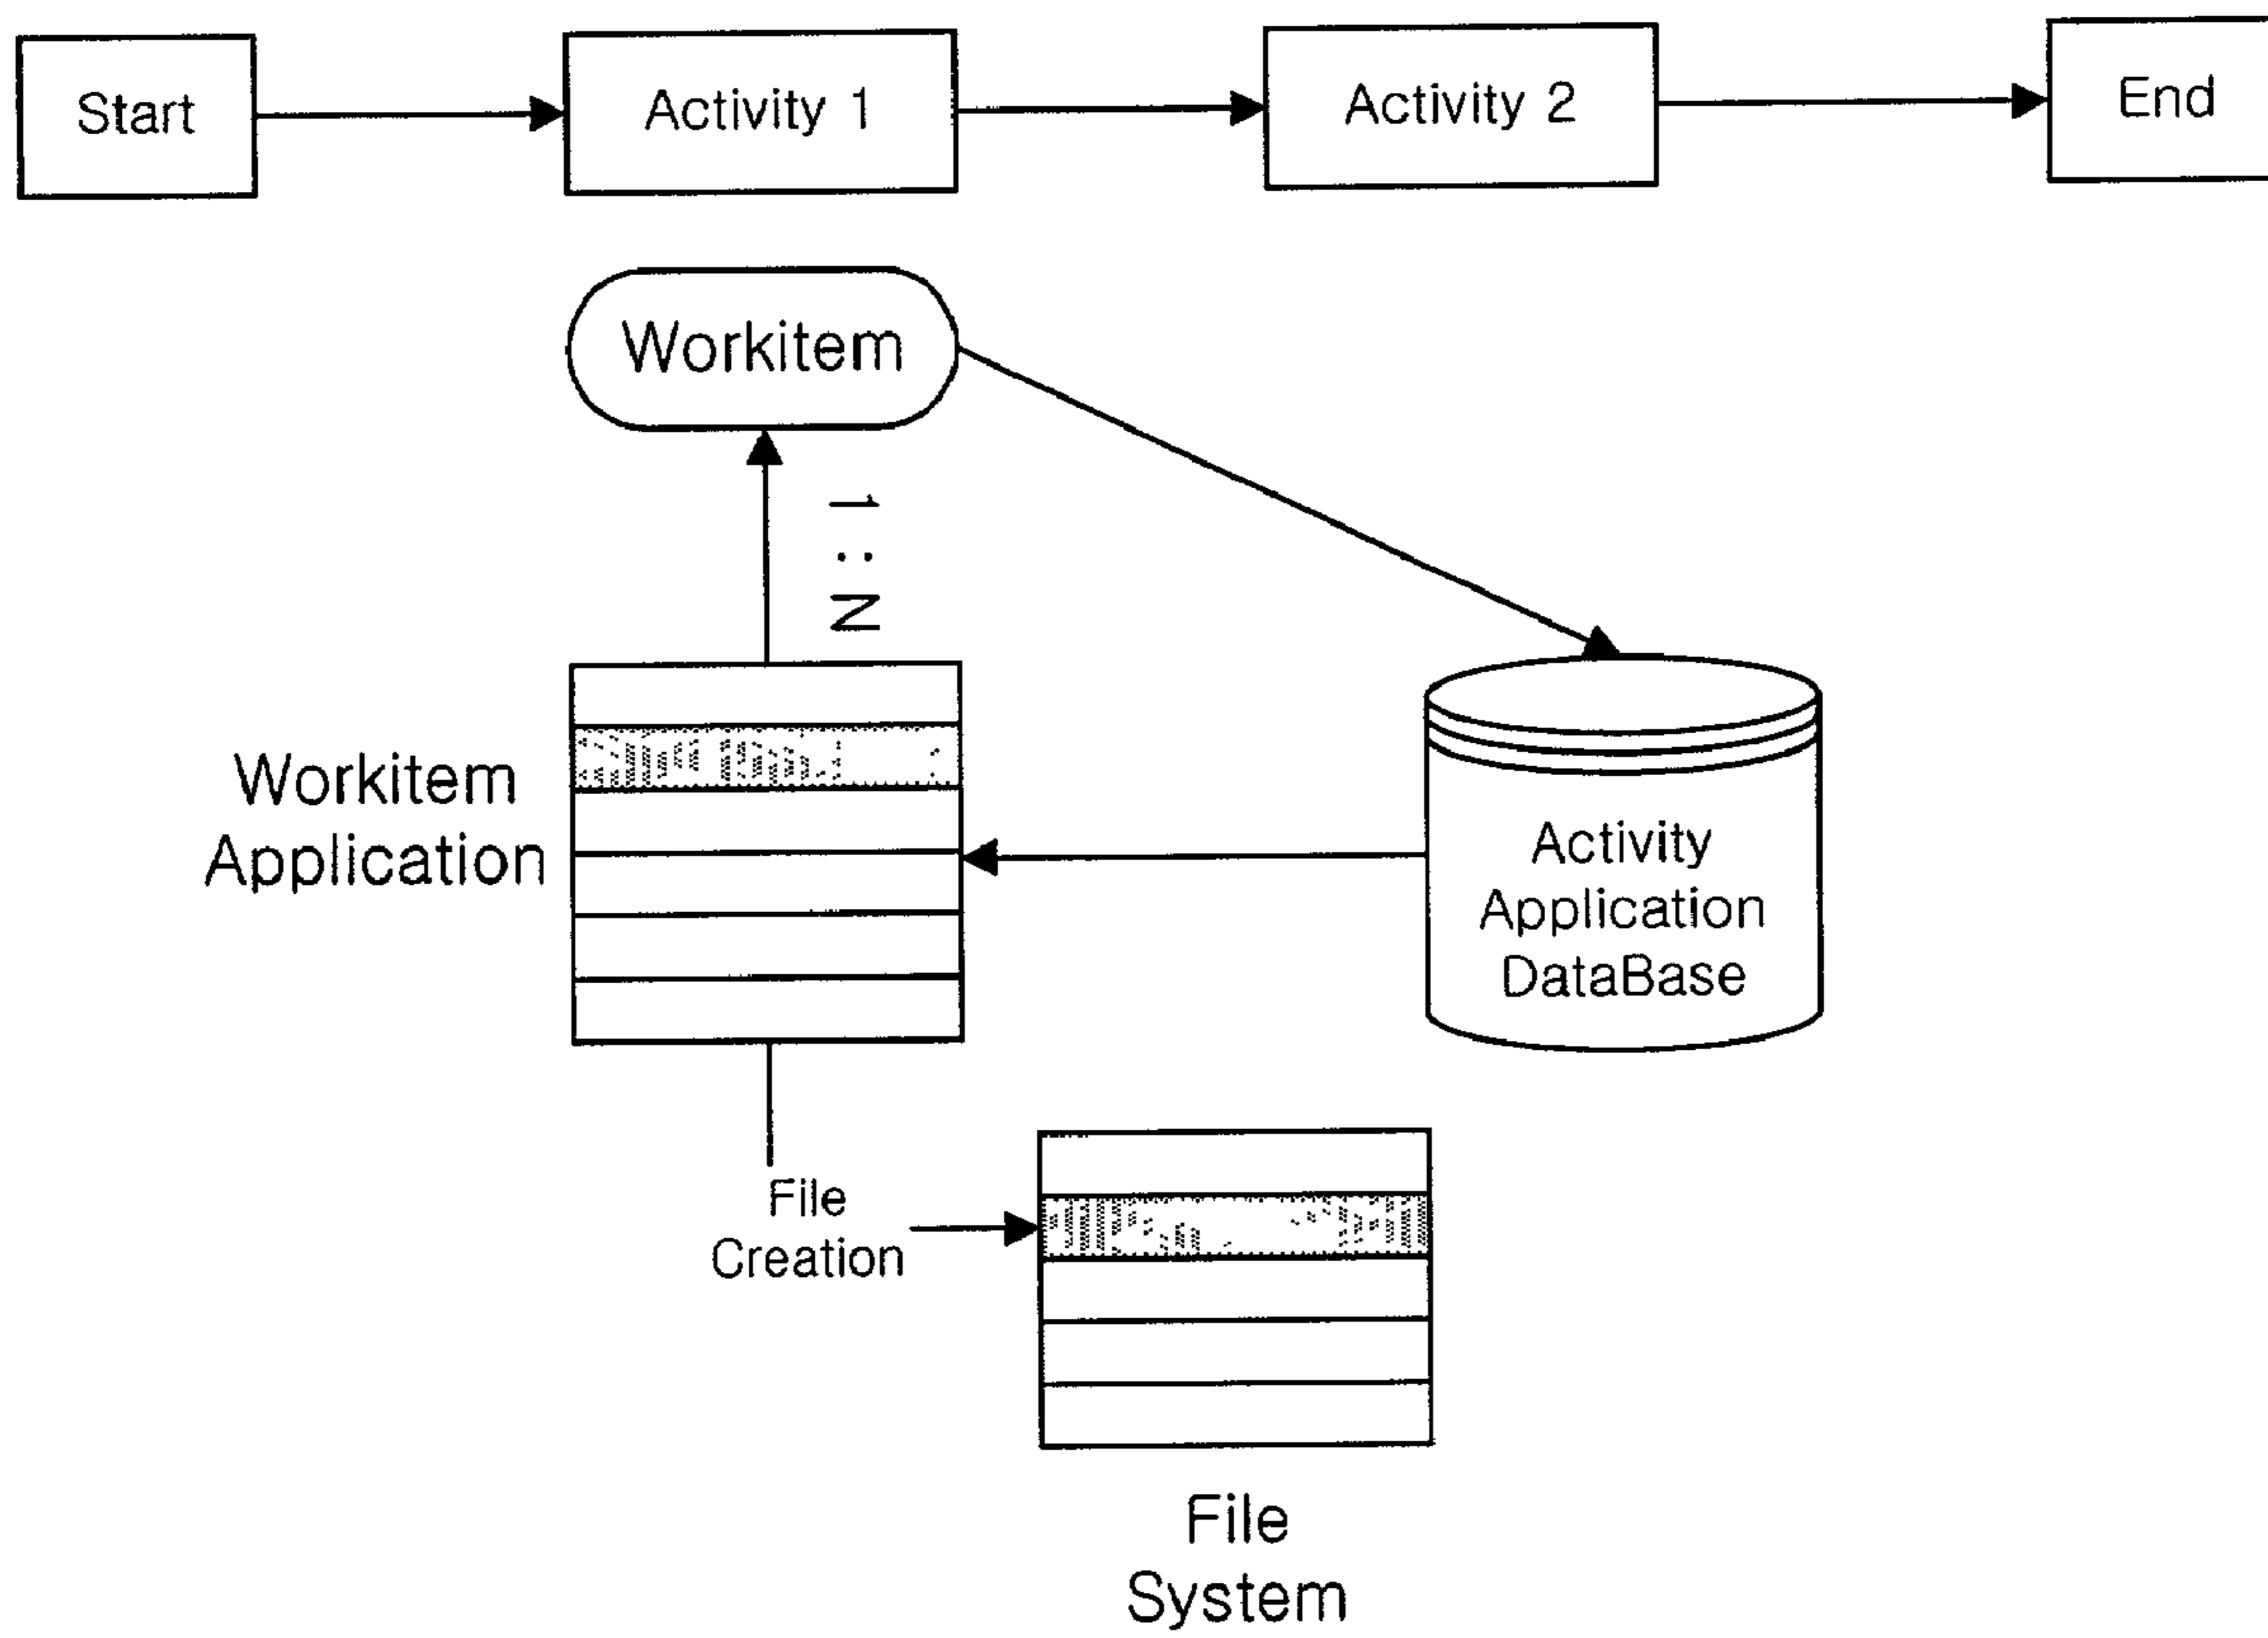 Start
Activity 1
Activity 2
End
Workitem
1 : N
Workitem
Application
Activity
Application
DataBase
File
Creation
File
System